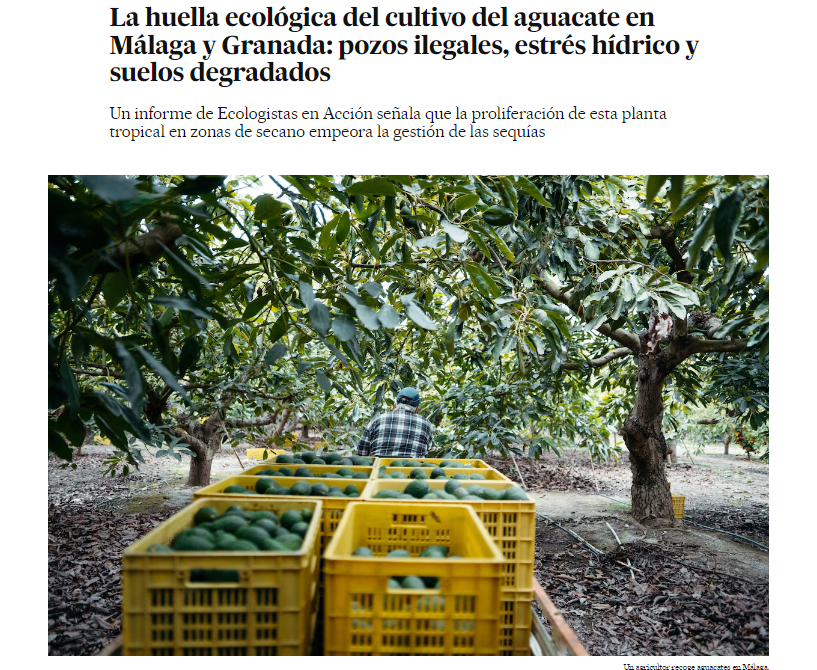 La huella ecológica del cultivo del aguacate en
Málaga y Granada: pozos ilegales, estrés hídrico y
suelos degradados
Un informe de Ecologistas en Acción señala que la proliferación de esta planta
tropical en zonas de secano empeora la gestión de las sequías
Un agricultor recoge aguacates en Málaga.